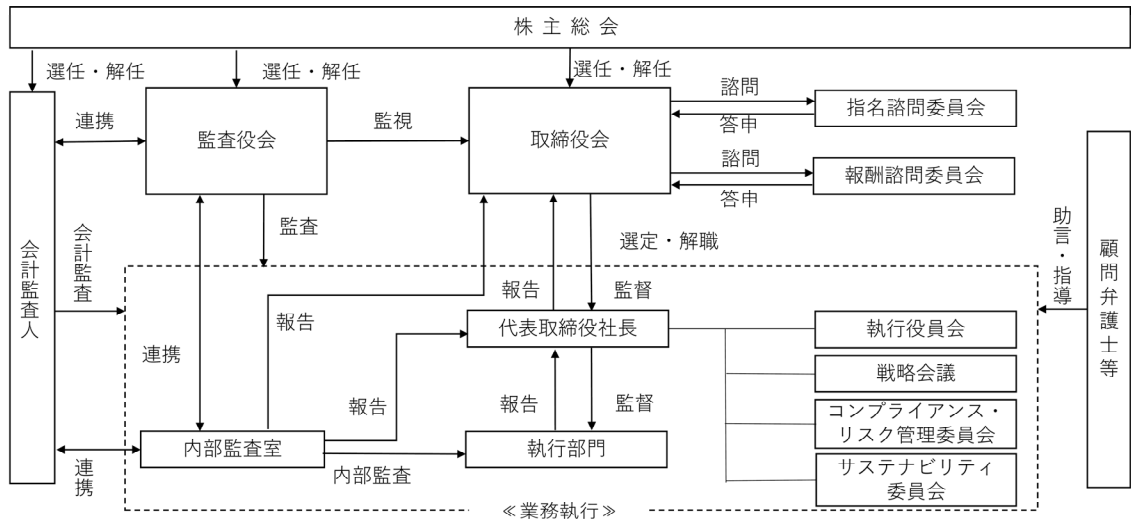 株主総会
選任・解任
選任・解任
選任・解任
監査役会
取締役会
連携
監視
諮問
答申
指名諮問委員会
諮問
答申
報酬諮問委員会
会計監査人
会計監査
監査
選定・解職
助言・指導
顧問弁護士等
報告
報告
監督
代表取締役社長
執行役員会
連携
戦略会議
報告
報告
監督
コンプライアンス・
リスク管理委員会
内部監査室
執行部門
連携
内部監査
サステナビリティ
委員会
≪業務執行≫